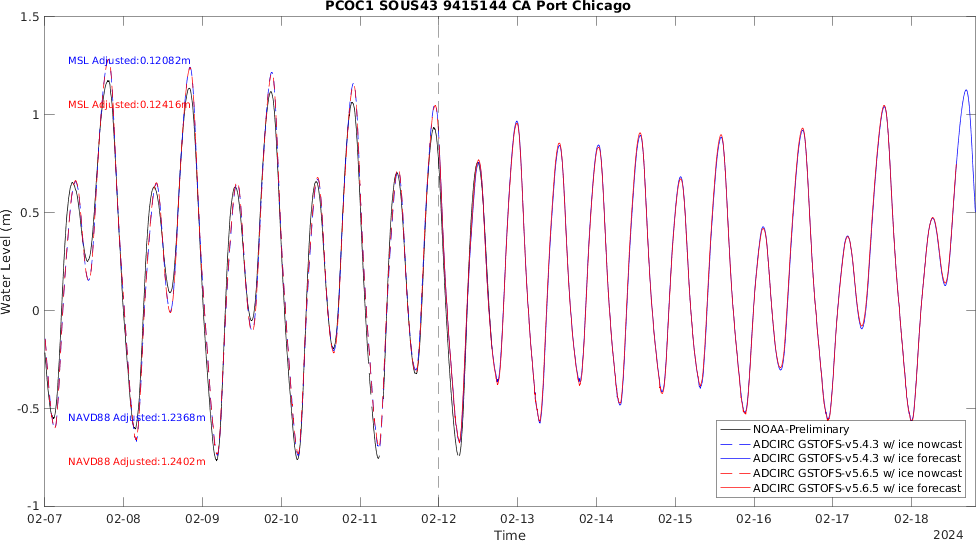 PCOC1 SOUS43 9415144 CA Port Chicago
1.5
1
0.5
0
-0.5
-1
Water Level (m)
MSL Adjusted:0.12082m
MSL Adjusted:0.12416m
NAVD88 Adjusted:1.2368m
NAVD88 Adjusted:1.2402m
NOAA-Preliminary
ADCIRC GSTOFS-v5.4.3 w/ ice nowcast
ADCIRC GSTOFS-v5.4.3 w/ ice forecast
ADCIRC GSTOFS-v5.6.5 w/ ice nowcast
ADCIRC GSTOFS-v5.6.5 w/ ice forecast
02-07 02-08 02-09 02-10 02-11 02-12 02-13 02-14 02-15 02-16 02-17 02-18
Time
2024